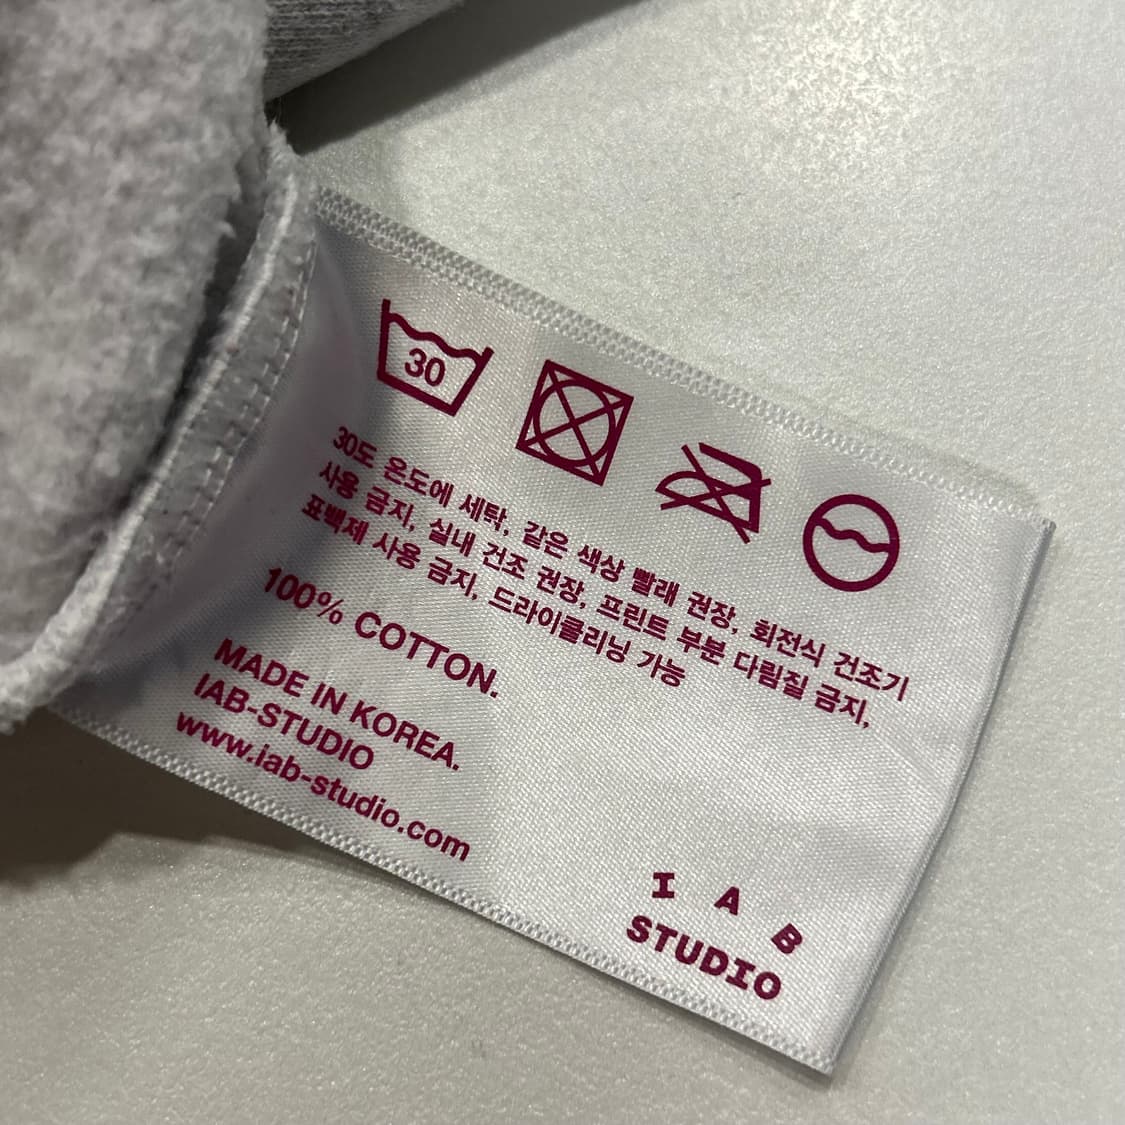 30
30도 온도에 세탁, 같은 색상 빨래 권장, 회전식 건조기
사용 금지, 실내 건조 권장, 프린트 부분 다림질 금지,
표백제 사용 금지, 드라이클리닝 가능
100% COTTON.
MADE IN KOREA.
IAB-STUDIO
www.iab-studio.com
I A B
STUDIO